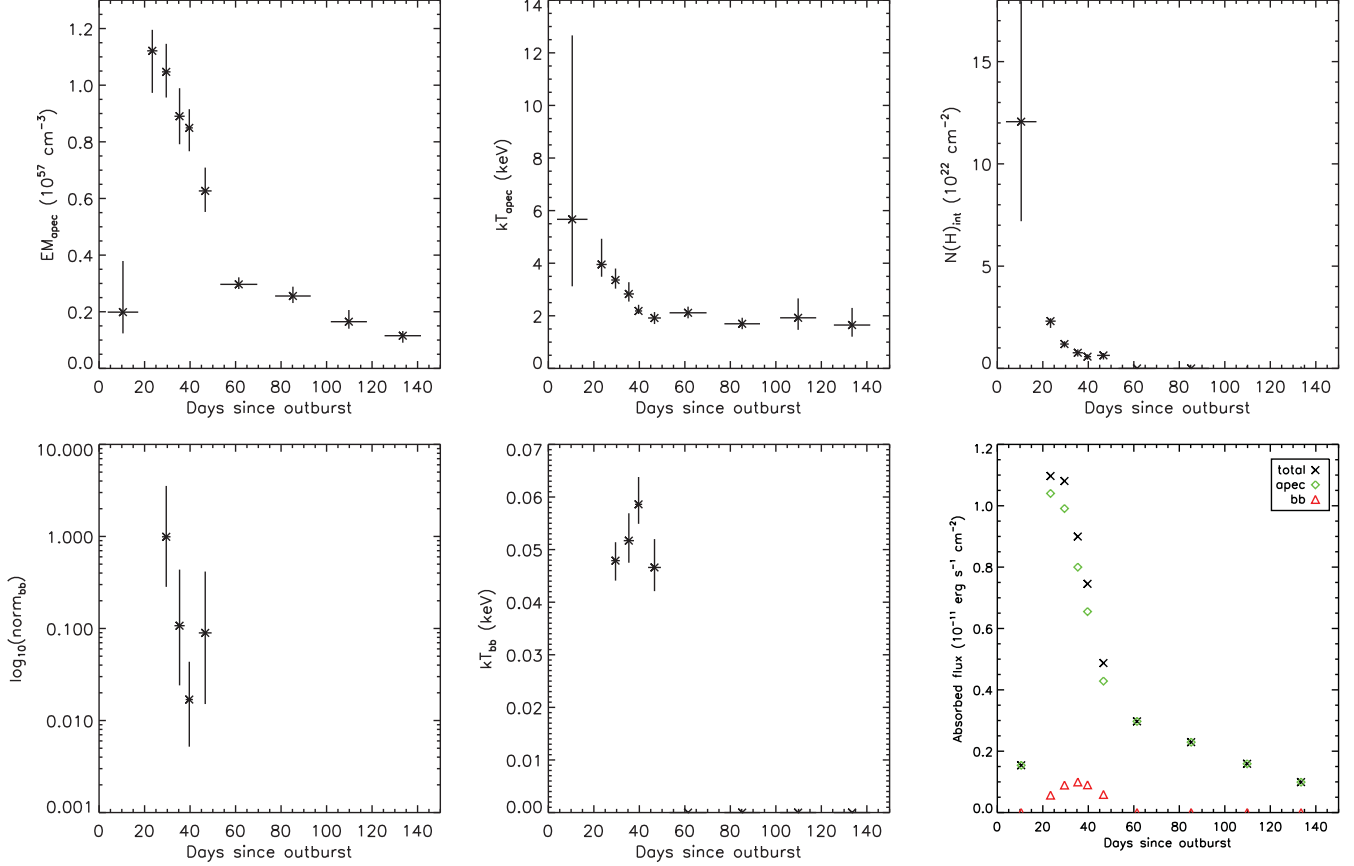 EM_apec (10^57 cm^-3)
1.2
1.0
0.8
0.6
0.4
0.2
0.0
0 20 40 60 80 100 120 140
Days since outburst
kT_apec (keV)
14
12
10
8
6
4
2
0
0 20 40 60 80 100 120 140
Days since outburst
N(H)_int (10^22 cm^-2)
15
10
5
0
0 20 40 60 80 100 120 140
Days since outburst
log_10(norm_bb)
10.000
1.000
0.100
0.010
0.001
0 20 40 60 80 100 120 140
Days since outburst
kT_bb (keV)
0.07
0.06
0.05
0.04
0.03
0.02
0.01
0.00
0 20 40 60 80 100 120 140
Days since outburst
Absorbed flux (10^-11 erg s^-1 cm^-2)
1.2
1.0
0.8
0.6
0.4
0.2
0.0
total
apec
bb
0 20 40 60 80 100 120 140
Days since outburst